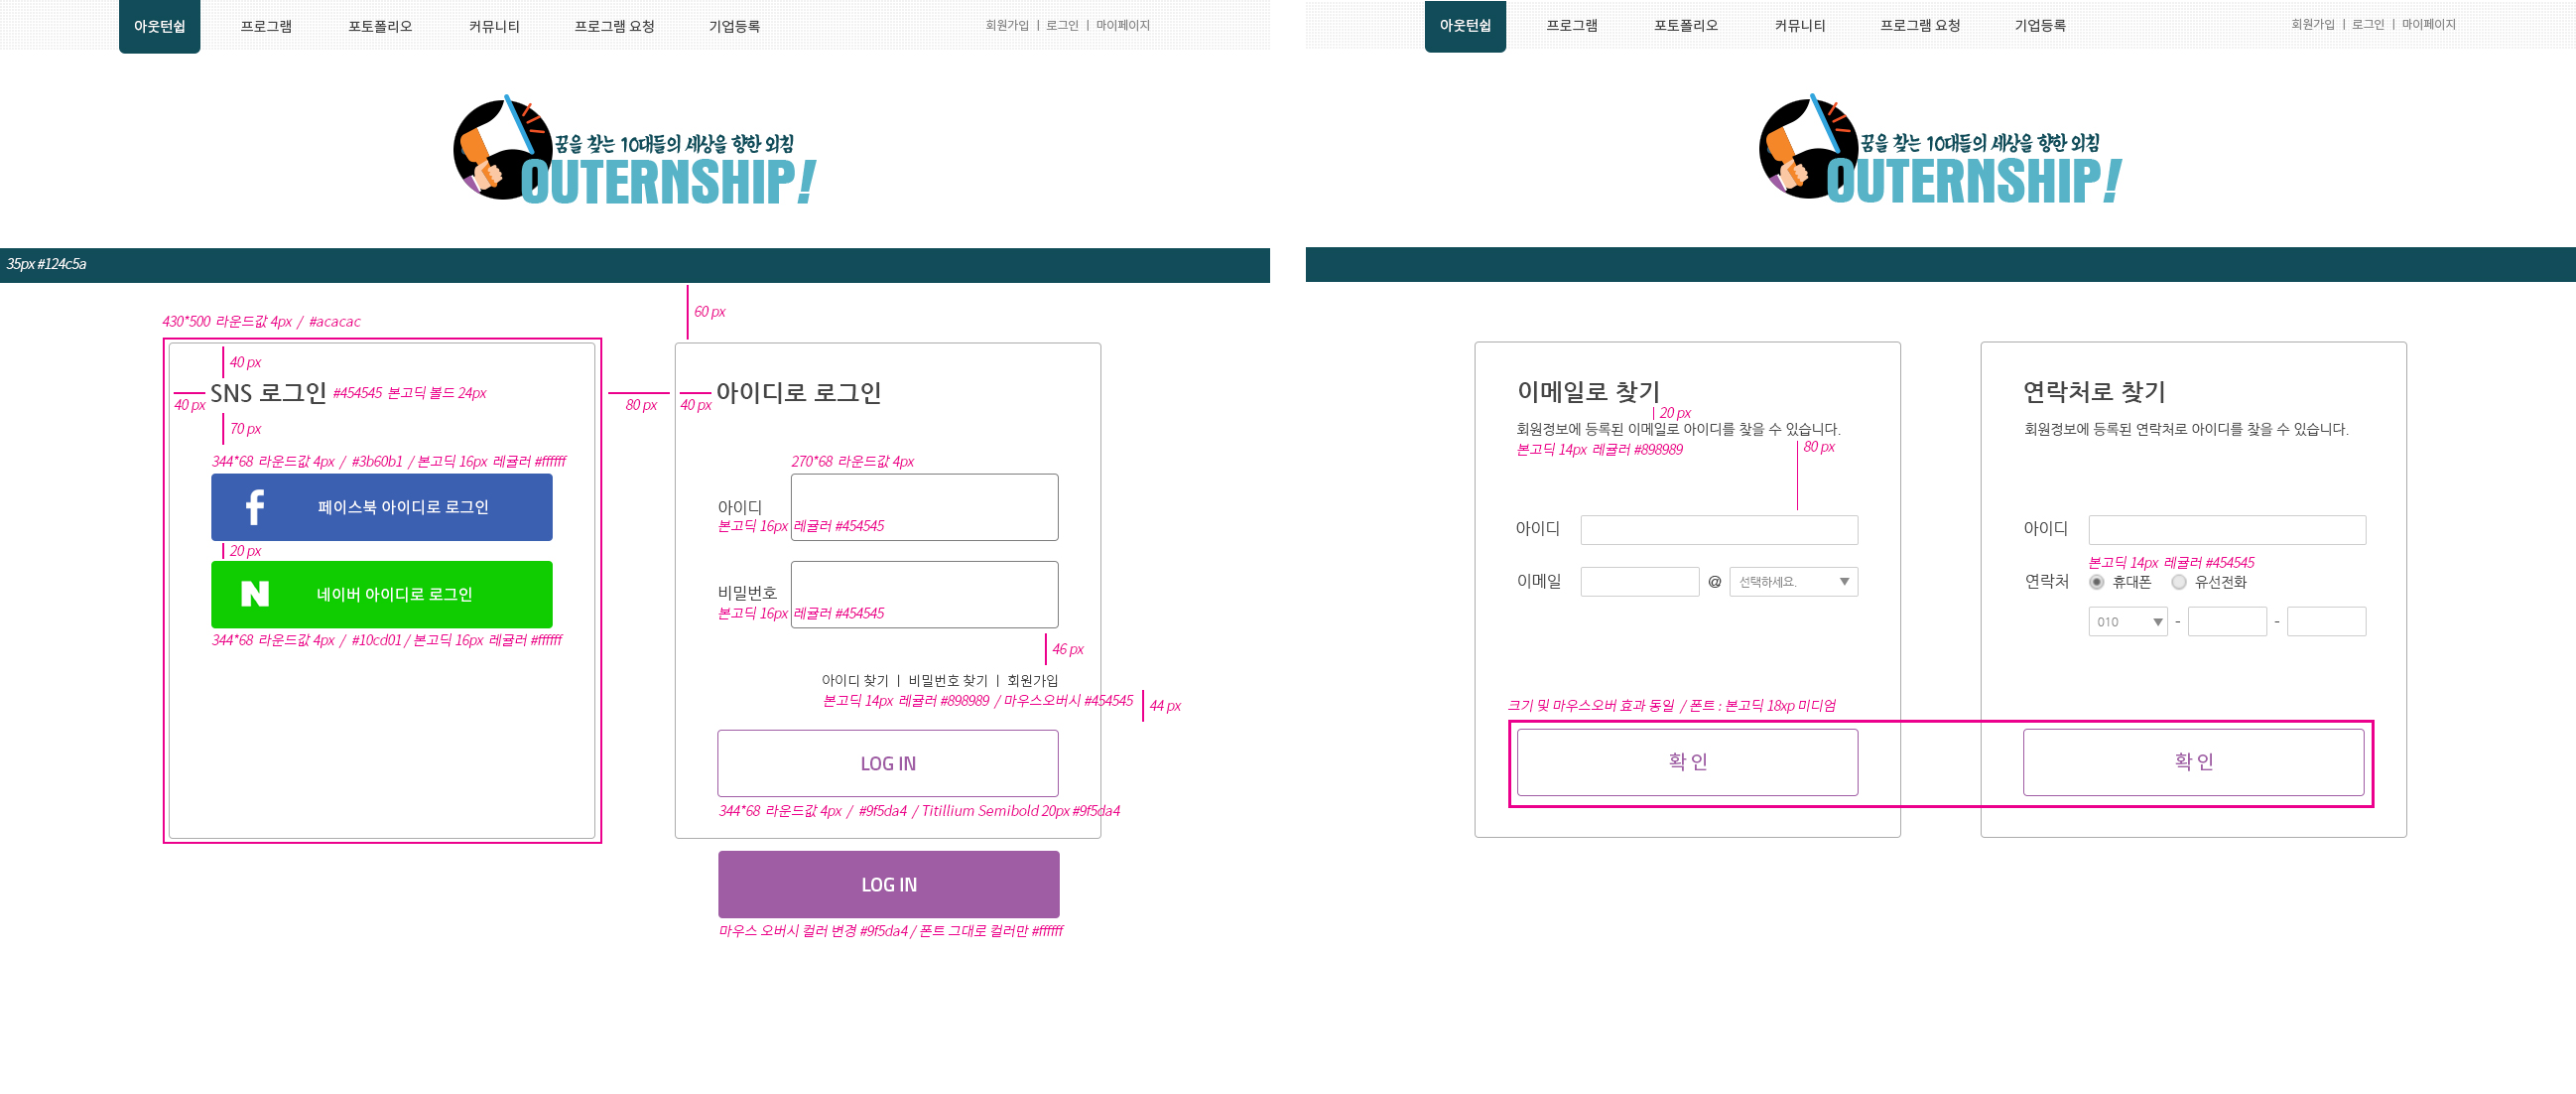 아웃턴쉽 프로그램 포토폴리오 커뮤니티 프로그램 요청 기업등록 회원가입 | 로그인 | 마이페이지
꿈을 찾는 10대들의 세상을 향한 외침
OUTERNSHIP!
35px #124c5a
60 px
430*500 라운드값 4px / #acacac
40 px
SNS 로그인 #454545 본고딕 볼드 24px
40 px
70 px
80 px
40 px
아이디로 로그인
344*68 라운드값 4px / #3b60b1 / 본고딕 16px 레귤러 #ffffff
페이스북 아이디로 로그인
20 px
네이버 아이디로 로그인
344*68 라운드값 4px / #10cd01 / 본고딕 16px 레귤러 #ffffff
270*68 라운드값 4px
아이디
본고딕 16px 레귤러 #454545
비밀번호
본고딕 16px 레귤러 #454545
46 px
아이디 찾기 | 비밀번호 찾기 | 회원가입
본고딕 14px 레귤러 #898989 / 마우스오버시 #454545
44 px
LOG IN
344*68 라운드값 4px / #9f5da4 / Titillium Semibold 20px #9f5da4
LOG IN
마우스 오버시 컬러 변경 #9f5da4 / 폰트 그대로 컬러만 #ffffff
아웃턴쉽 프로그램 포토폴리오 커뮤니티 프로그램 요청 기업등록 회원가입 | 로그인 | 마이페이지
꿈을 찾는 10대들의 세상을 향한 외침
OUTERNSHIP!
이메일로 찾기
20 px
회원정보에 등록된 이메일로 아이디를 찾을 수 있습니다.
본고딕 14px 레귤러 #898989
80 px
아이디
이메일 @ 선택하세요. ▼
크기 및 마우스오버 효과 동일 / 폰트 : 본고딕 18xp 미디엄
확 인
연락처로 찾기
회원정보에 등록된 연락처로 아이디를 찾을 수 있습니다.
아이디
본고딕 14px 레귤러 #454545
연락처 휴대폰 유선전화
010 ▼ - -
확 인